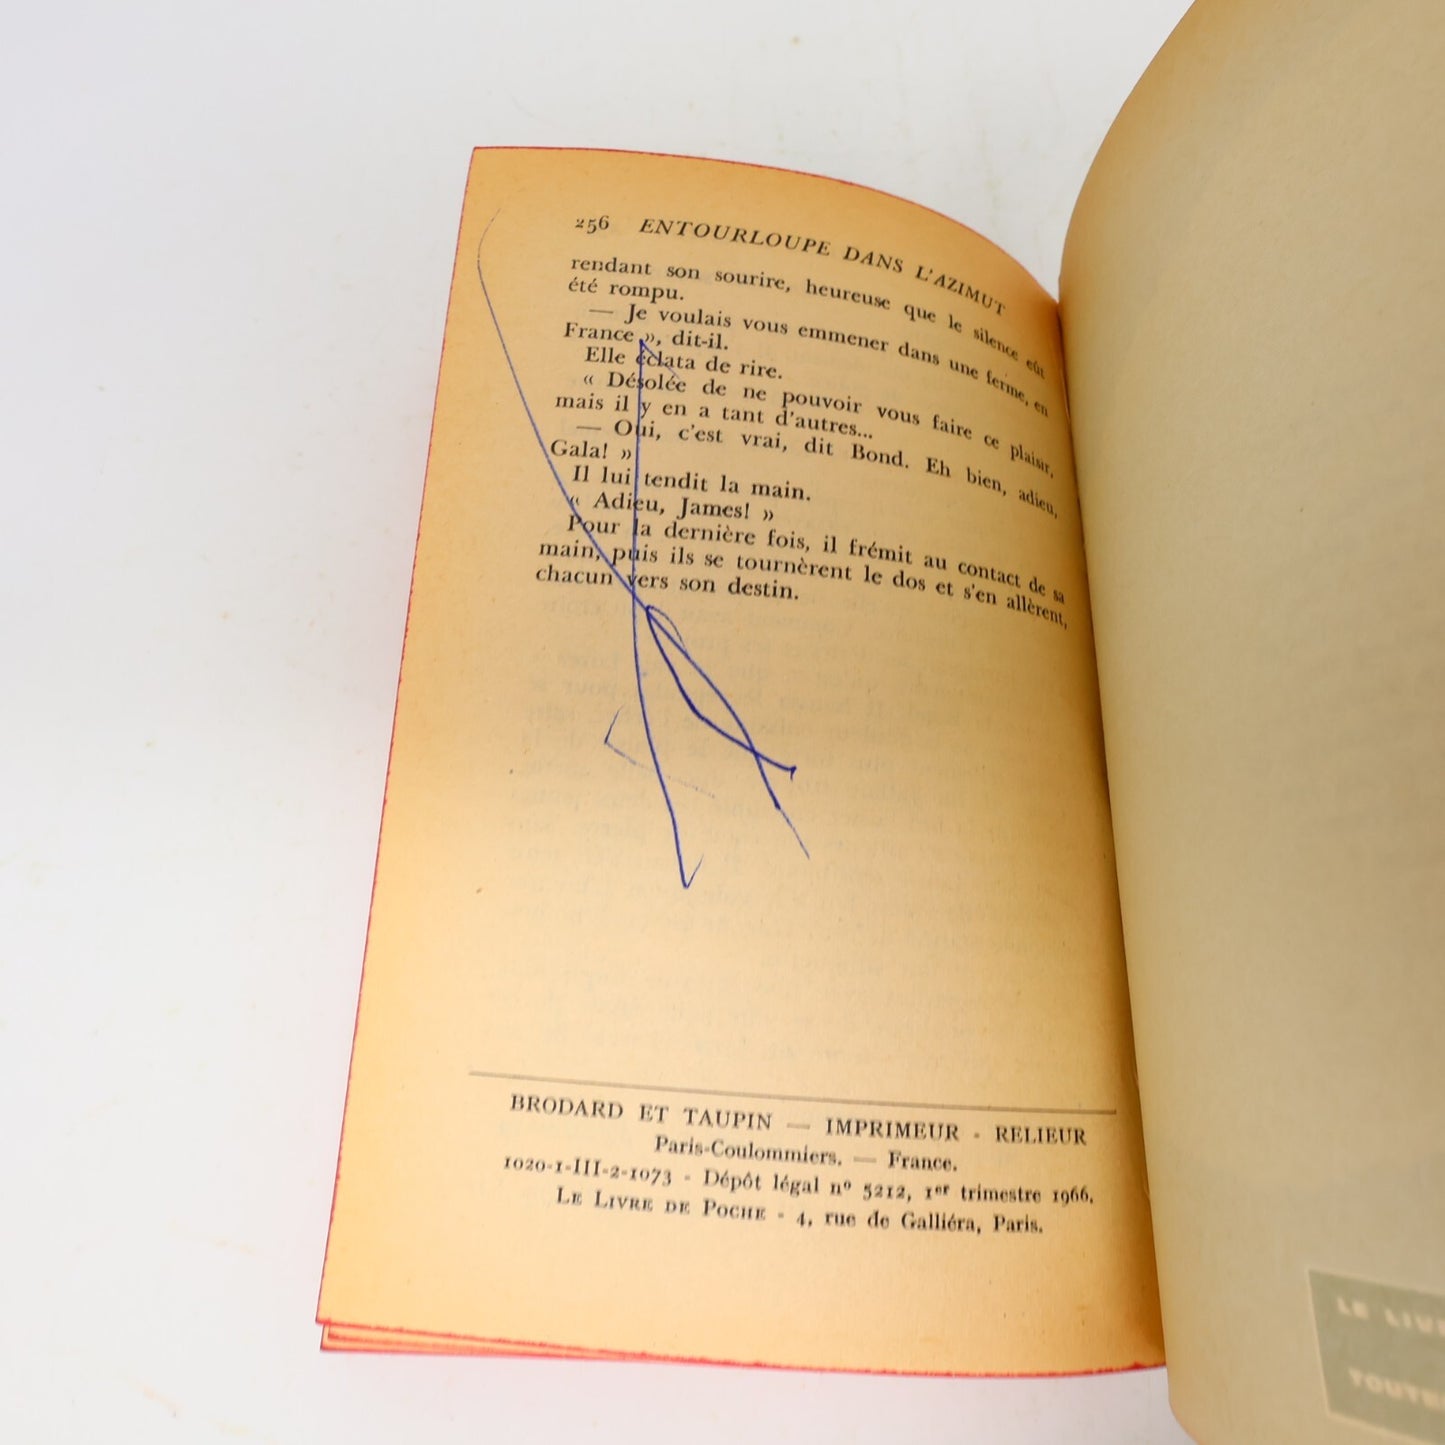 256 ENTOURLOUPE DANS L'AZIMUT
rendant son sourire, heureuse que le silence eût
été rompu.
— Je voulais vous emmener dans une ferme, en
France », dit-il.
Elle éclata de rire.
« Désolée de ne pouvoir vous faire ce plaisir,
mais il y en a tant d'autres...
— Oui, c'est vrai, dit Bond. Eh bien, adieu,
Gala! »
Il lui tendit la main.
« Adieu, James! »
Pour la dernière fois, il frémit au contact de sa
main, puis ils se tournèrent le dos et s'en allèrent,
chacun vers son destin.
BRODARD ET TAUPIN — IMPRIMEUR - RELIEUR
Paris-Coulommiers. — France.
1020-1-III-2-1073 - Dépôt légal nº 5212, 1er trimestre 1966.
LE LIVRE DE POCHE - 4, rue de Galliéra, Paris.
LE